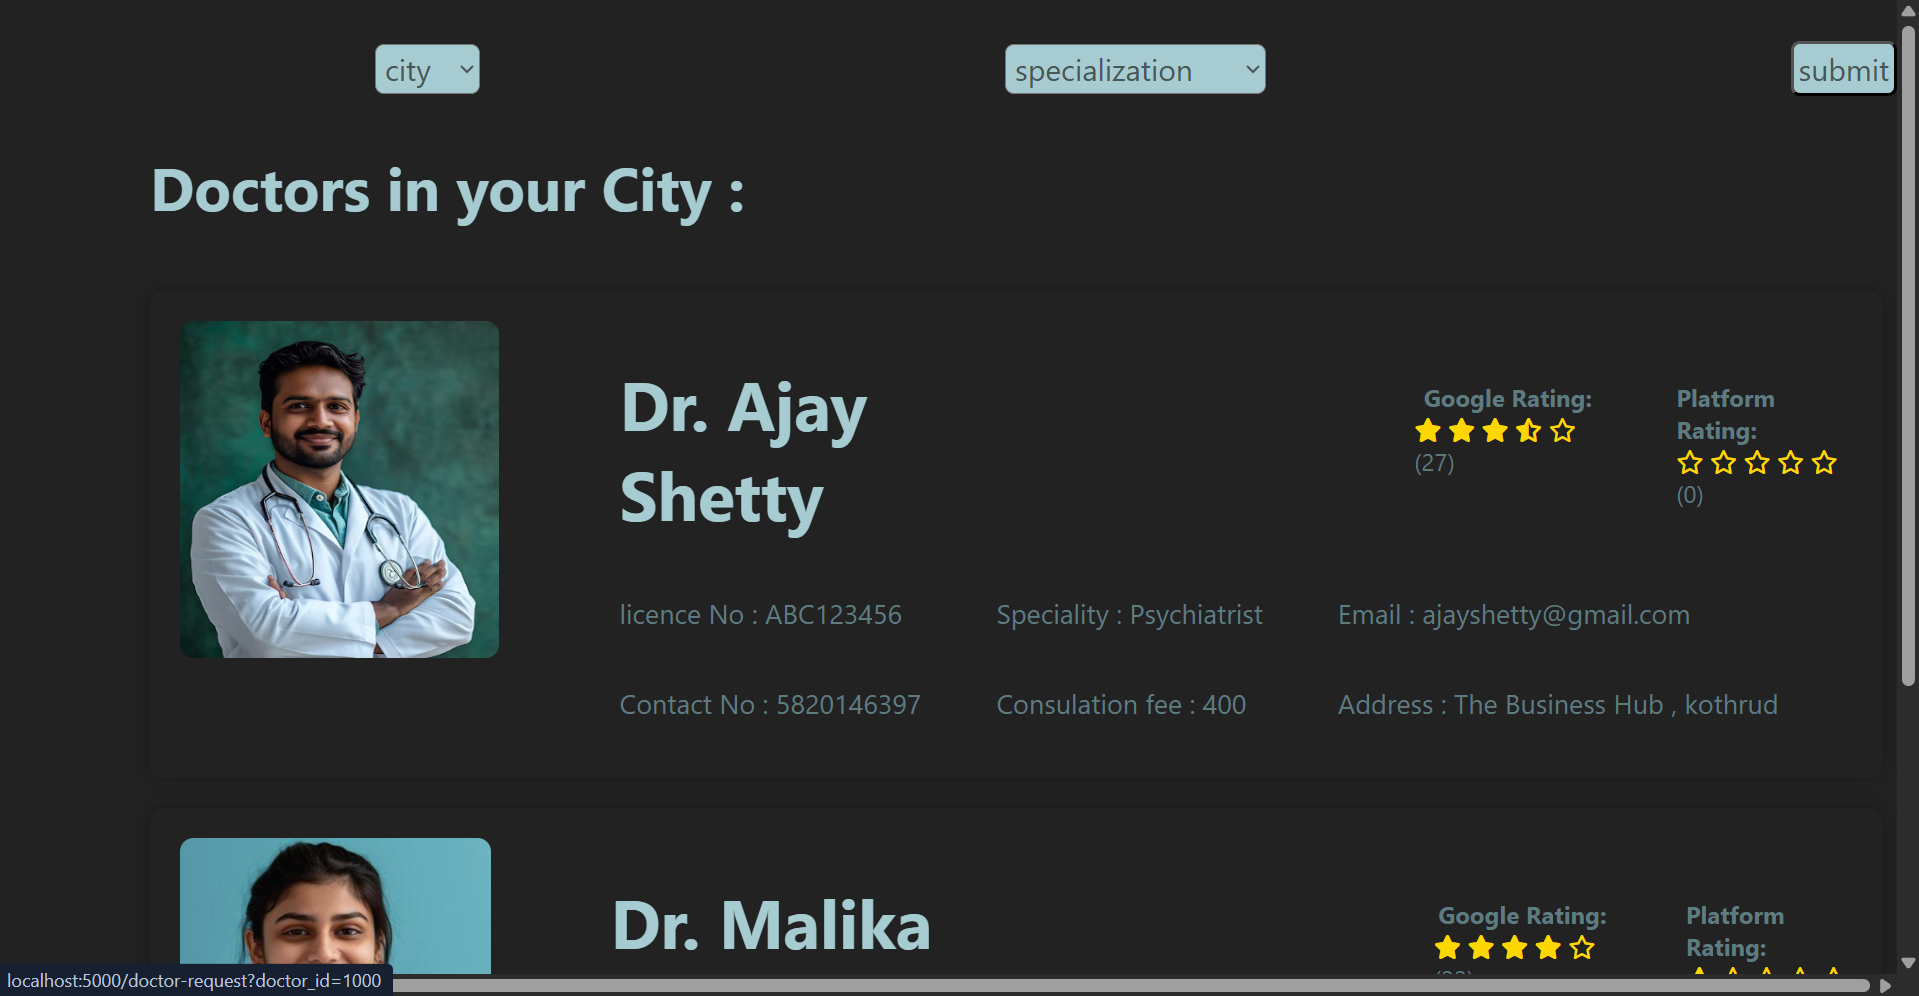 city
specialization
submit
Doctors in your City :
Dr. Ajay
Shetty
Google Rating:
(27)
Platform
Rating:
(0)
licence No : ABC123456
Speciality : Psychiatrist
Email : ajayshetty@gmail.com
Contact No : 5820146397
Consulation fee : 400
Address : The Business Hub , kothrud
Dr. Malika
Google Rating:
Platform
Rating:
localhost:5000/doctor-request?doctor_id=1000